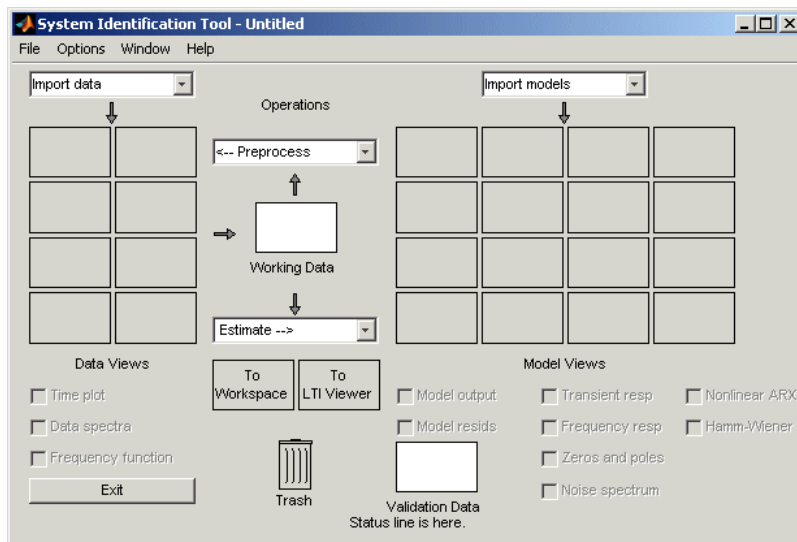 System Identification Tool - Untitled
File Options Window Help
Import data
Import models
Operations
<-- Preprocess
Working Data
Estimate -->
Data Views
Model Views
To Workspace
To LTI Viewer
Time plot
Data spectra
Frequency function
Model output
Model resids
Transient resp
Frequency resp
Zeros and poles
Noise spectrum
Nonlinear ARX
Hamm-Wiener
Exit
Trash
Validation Data
Status line is here.